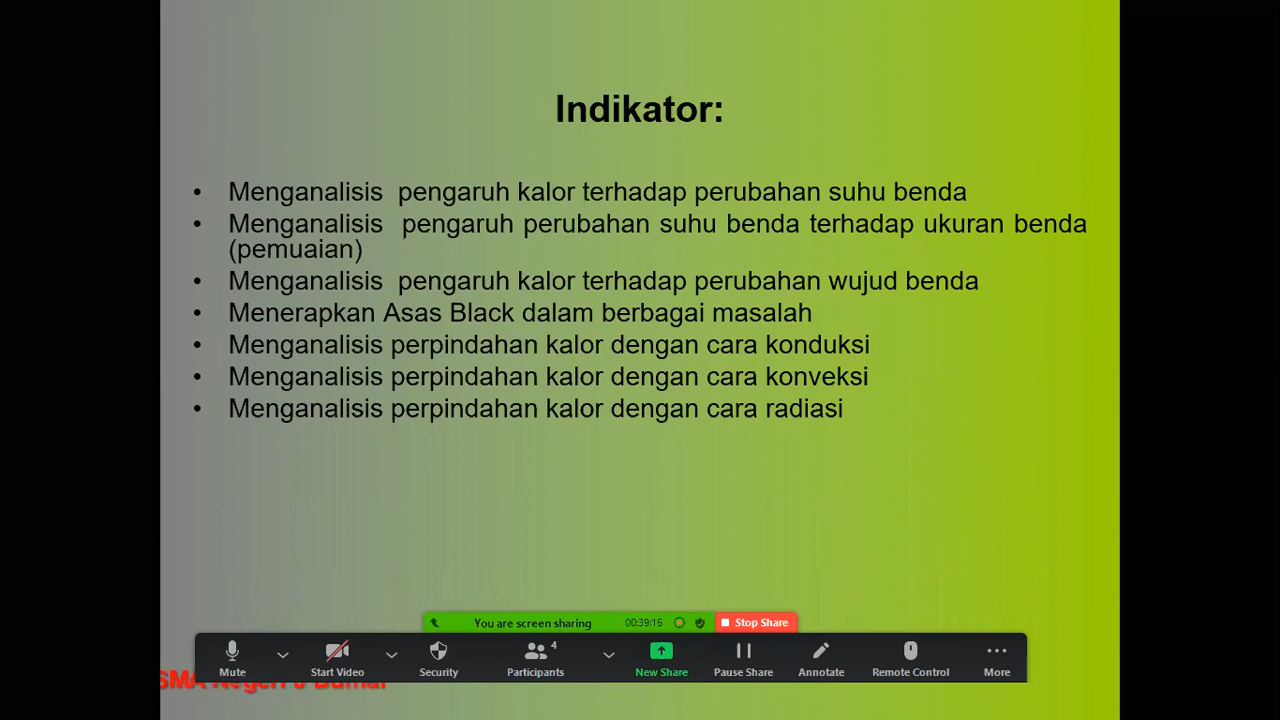 Indikator:
• Menganalisis pengaruh kalor terhadap perubahan suhu benda
• Menganalisis pengaruh perubahan suhu benda terhadap ukuran benda
(pemuaian)
• Menganalisis pengaruh kalor terhadap perubahan wujud benda
• Menerapkan Asas Black dalam berbagai masalah
• Menganalisis perpindahan kalor dengan cara konduksi
• Menganalisis perpindahan kalor dengan cara konveksi
• Menganalisis perpindahan kalor dengan cara radiasi
You are screen sharing 00:39:16 Stop Share
4
Mute Start Video Security Participants New Share Pause Share Annotate Remote Control More
SMA Negeri